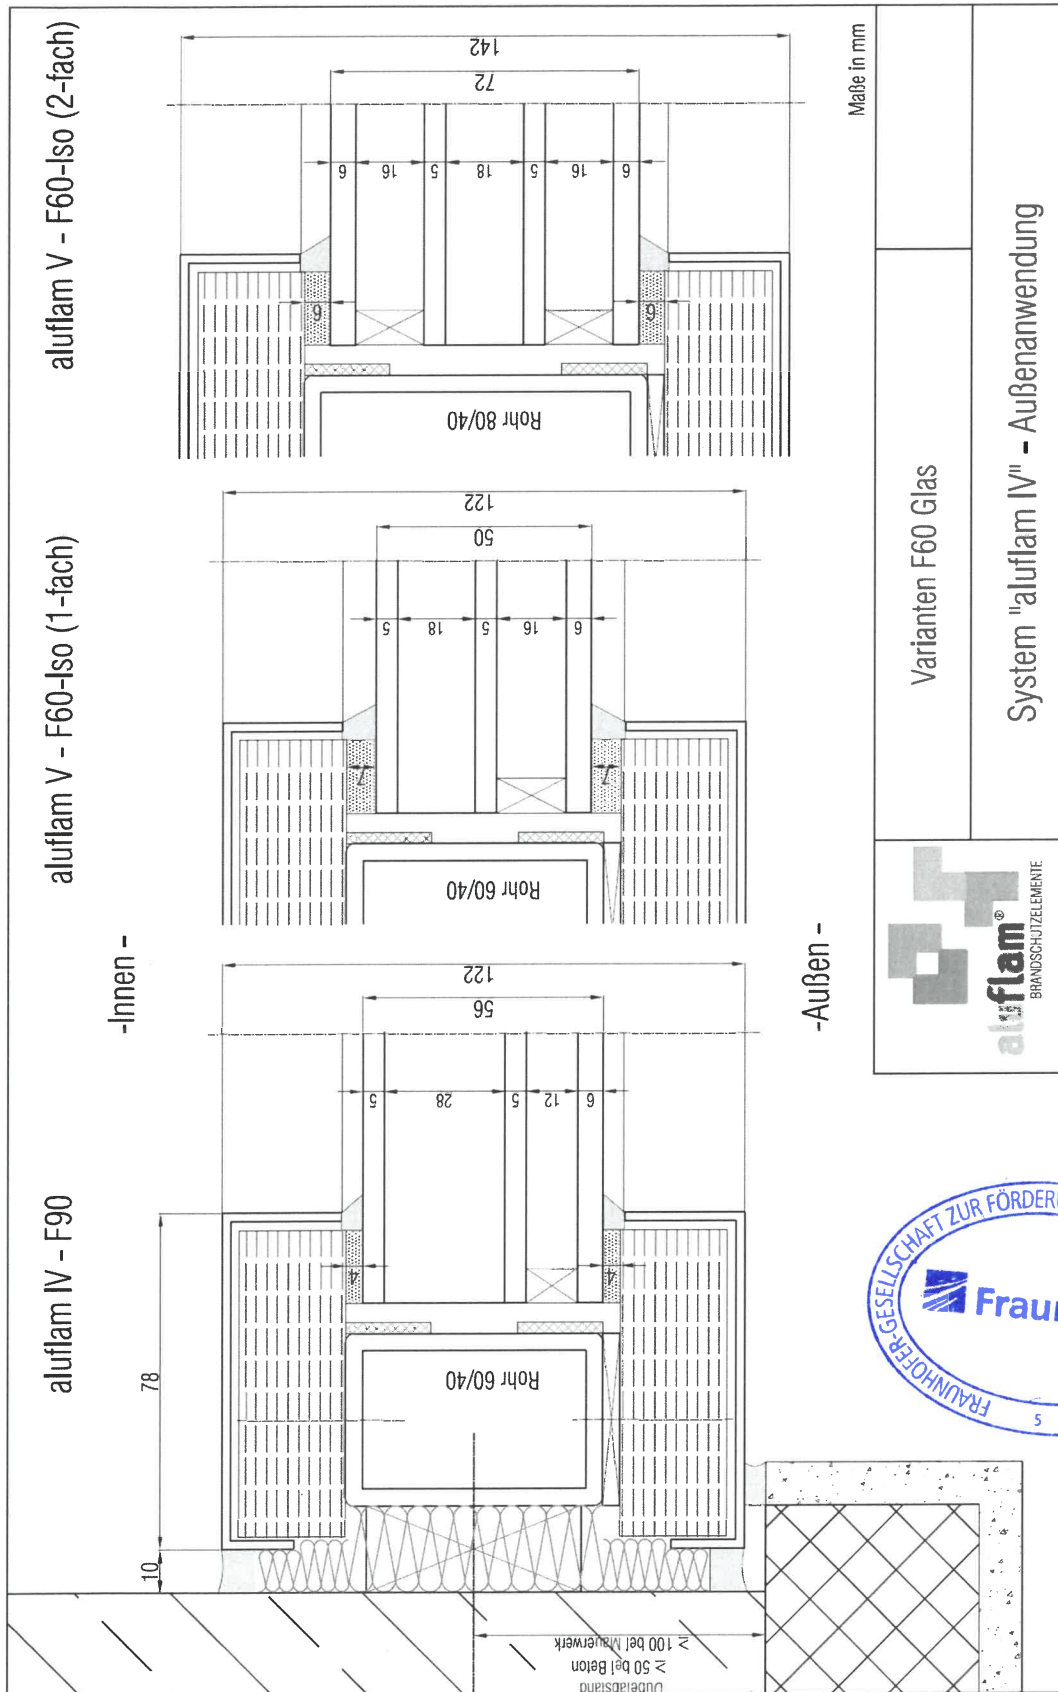 aluflam IV - F90
aluflam V - F60-Iso (1-fach)
aluflam V - F60-Iso (2-fach)
-Innen -
78
10
122
56
5
28
5
12
6
4
4
Rohr 60/40
122
50
5
18
5
16
6
7
7
Rohr 60/40
142
72
6
16
5
18
5
16
6
6
6
Rohr 80/40
-Außen -
Maße in mm
Dübelabstand
≥ 50 bei Beton
≥ 100 bei Mauerwerk
Varianten F60 Glas
System "aluflam IV" - Außenanwendung
aluflam®
BRANDSCHUTZELEMENTE
FRAUNHOFER-GESELLSCHAFT ZUR FÖRDER
Fraun
5